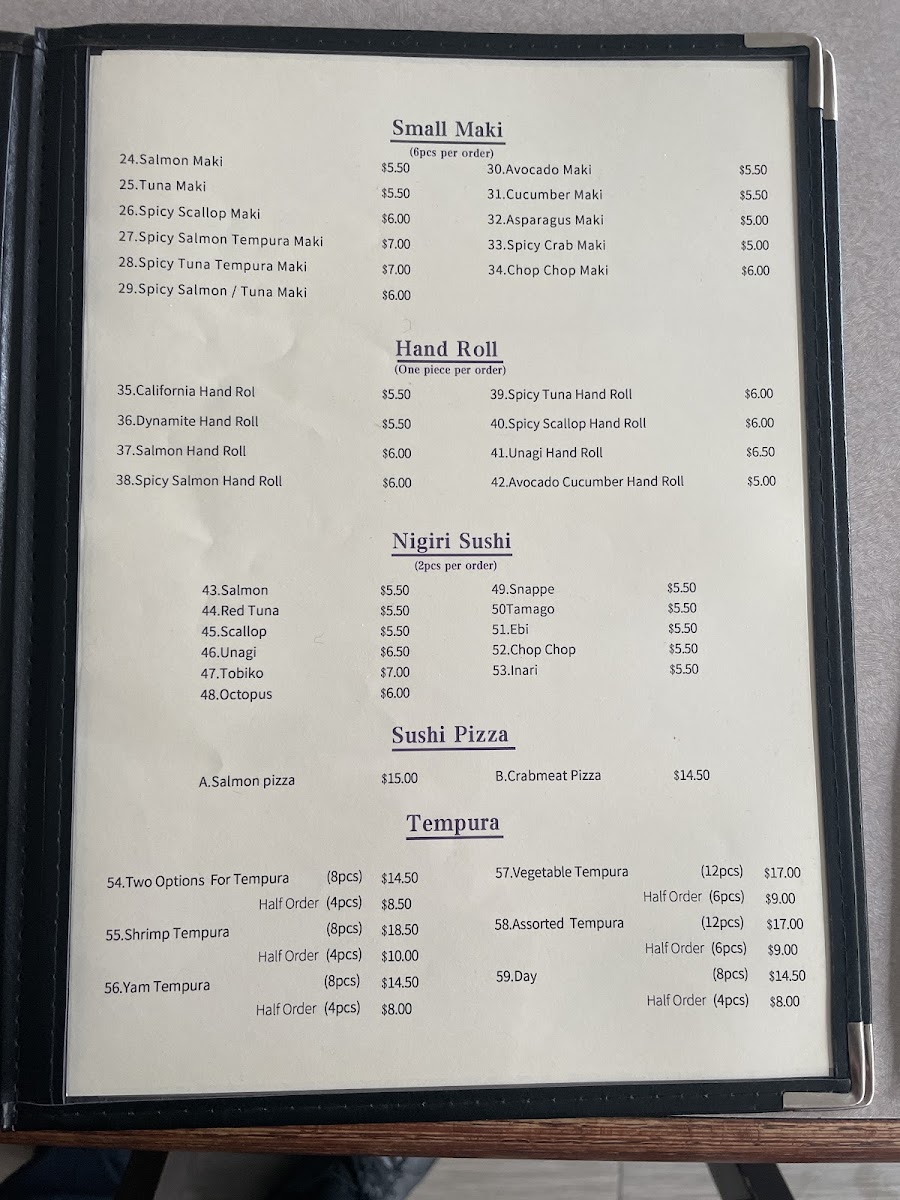 Small Maki
(6pcs per order)
24.Salmon Maki $5.50
25.Tuna Maki $5.50
26.Spicy Scallop Maki $6.00
27.Spicy Salmon Tempura Maki $7.00
28.Spicy Tuna Tempura Maki $7.00
29.Spicy Salmon / Tuna Maki $6.00
30.Avocado Maki $5.50
31.Cucumber Maki $5.50
32.Asparagus Maki $5.00
33.Spicy Crab Maki $5.00
34.Chop Chop Maki $6.00
Hand Roll
(One piece per order)
35.California Hand Rol $5.50
36.Dynamite Hand Roll $5.50
37.Salmon Hand Roll $6.00
38.Spicy Salmon Hand Roll $6.00
39.Spicy Tuna Hand Roll $6.00
40.Spicy Scallop Hand Roll $6.00
41.Unagi Hand Roll $6.50
42.Avocado Cucumber Hand Roll $5.00
Nigiri Sushi
(2pcs per order)
43.Salmon $5.50
44.Red Tuna $5.50
45.Scallop $5.50
46.Unagi $6.50
47.Tobiko $7.00
48.Octopus $6.00
49.Snappe $5.50
50Tamago $5.50
51.Ebi $5.50
52.Chop Chop $5.50
53.Inari $5.50
Sushi Pizza
A.Salmon pizza $15.00
B.Crabmeat Pizza $14.50
Tempura
54.Two Options For Tempura (8pcs) $14.50
Half Order (4pcs) $8.50
55.Shrimp Tempura (8pcs) $18.50
Half Order (4pcs) $10.00
56.Yam Tempura (8pcs) $14.50
Half Order (4pcs) $8.00
57.Vegetable Tempura (12pcs) $17.00
Half Order (6pcs) $9.00
58.Assorted Tempura (12pcs) $17.00
Half Order (6pcs) $9.00
59.Day (8pcs) $14.50
Half Order (4pcs) $8.00